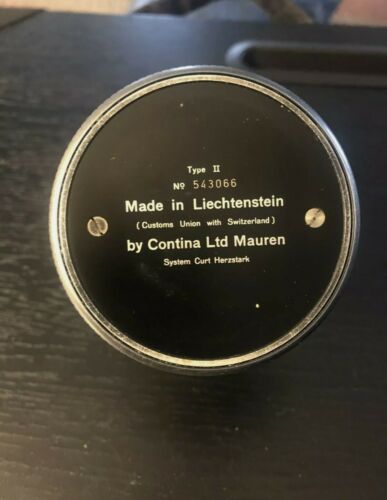 Type II
Nº 543066
Made in Liechtenstein
(Customs Union with Switzerland)
by Contina Ltd Mauren
System Curt Herzstark